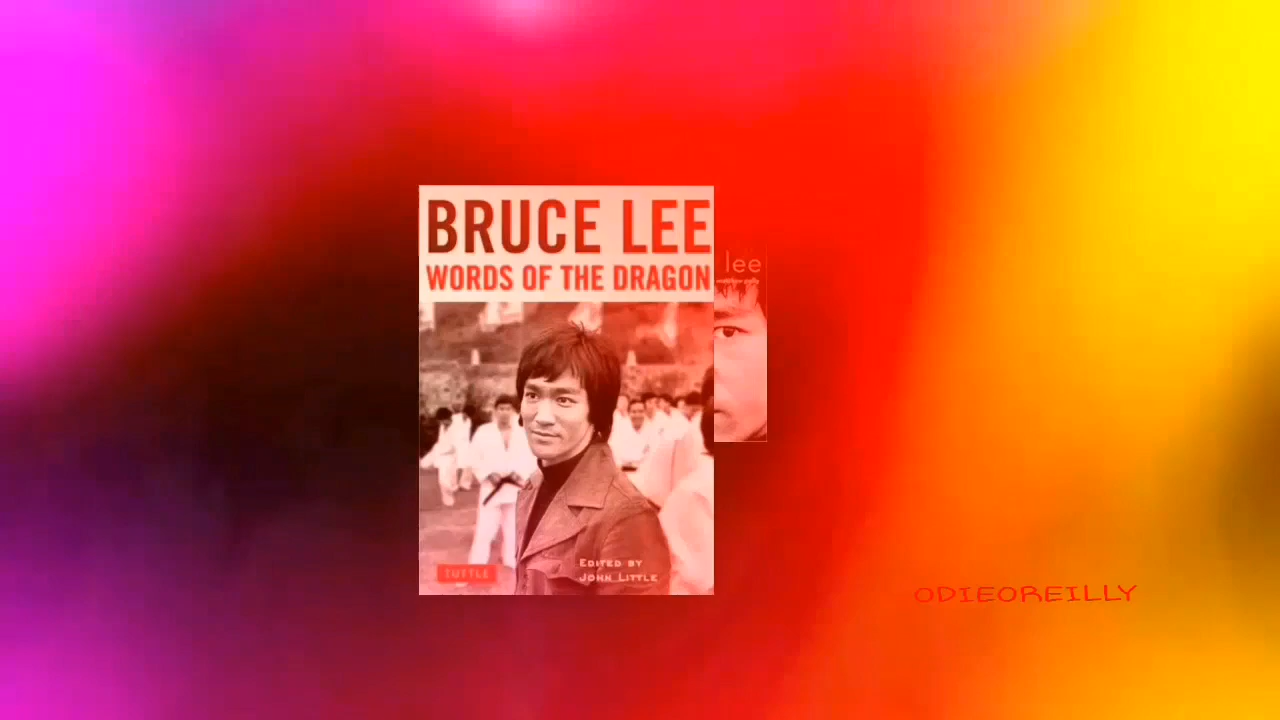 BRUCE LEE
WORDS OF THE DRAGON
lee
EDITED BY
JOHN LITTLE
TUTTLE
ODIEOREILLY